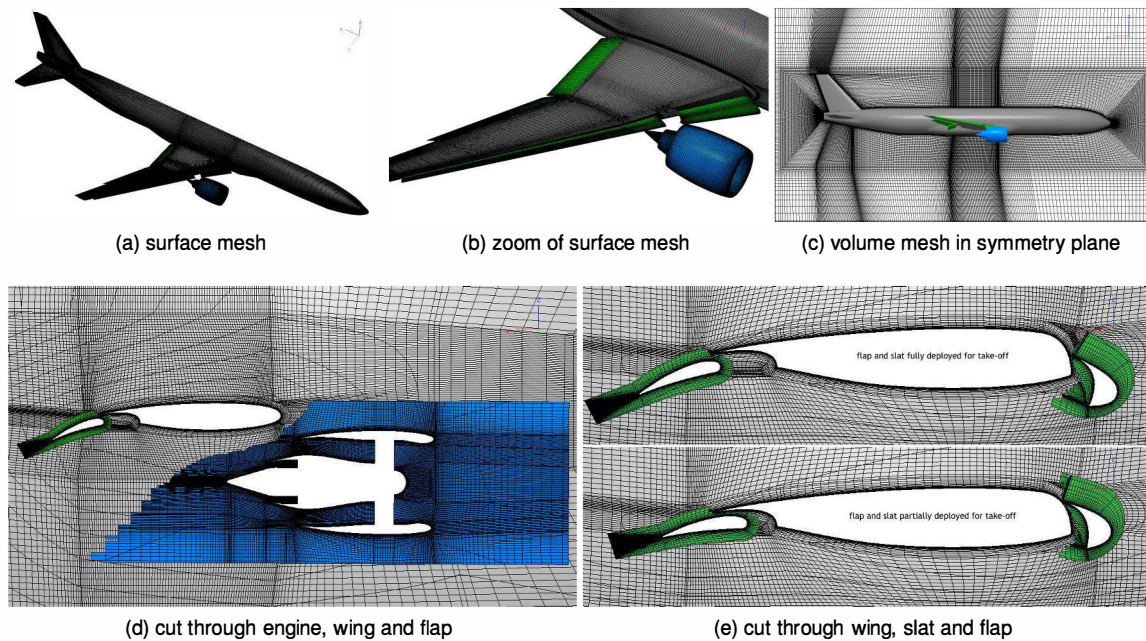 (a) surface mesh
(b) zoom of surface mesh
(c) volume mesh in symmetry plane
flap and slat fully deployed for take-off
flap and slat partially deployed for take-off
(d) cut through engine, wing and flap
(e) cut through wing, slat and flap